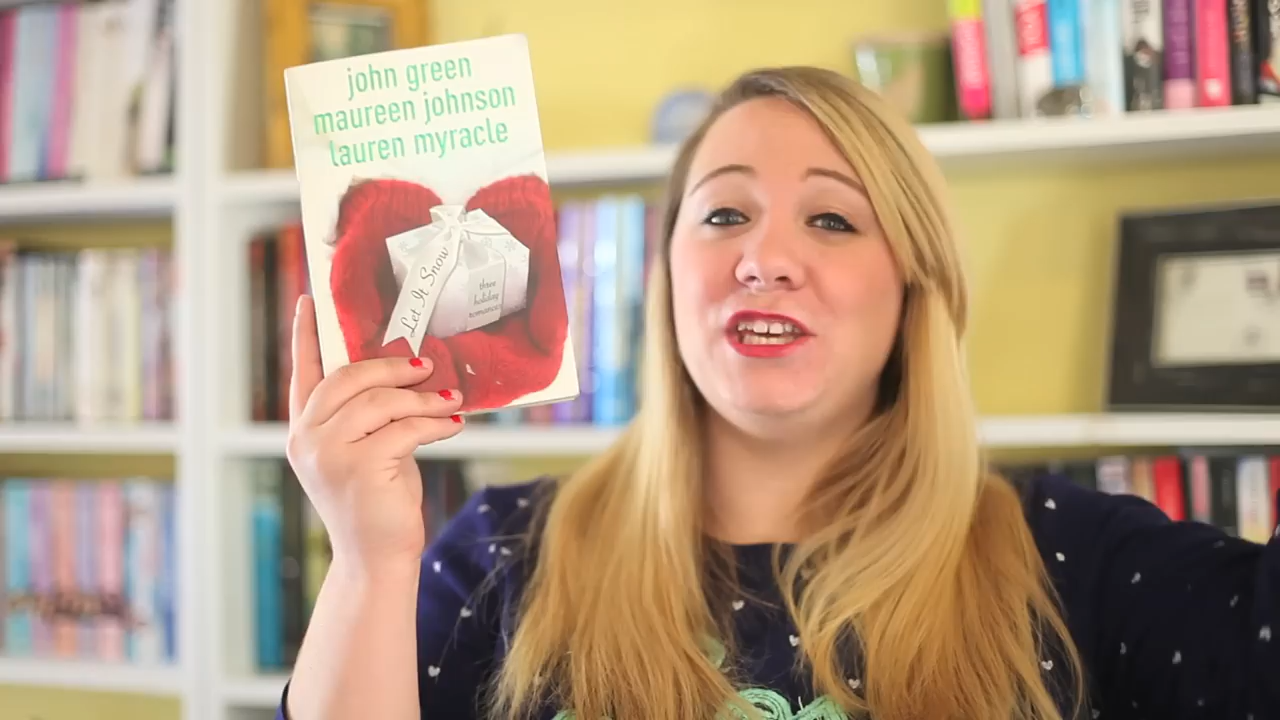 john green
maureen johnson
lauren myracle
Let It Snow
three
holiday
romances